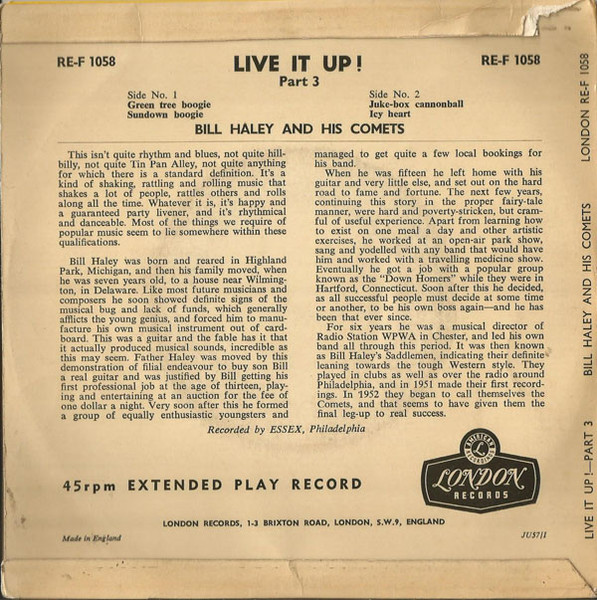 RE-F 1058
LIVE IT UP!
RE-F 1058
Part 3
Side No. 1
Green tree boogie
Sundown boogie
Side No. 2
Juke-box cannonball
Icy heart
BILL HALEY AND HIS COMETS
This isn't quite rhythm and blues, not quite hill-
billy, not quite Tin Pan Alley, not quite anything
for which there is a standard definition. It's a
kind of shaking, rattling and rolling music that
shakes a lot of people, rattles others and rolls
along all the time. Whatever it is, it's happy and
a guaranteed party livener, and it's rhythmical
and danceable. Most of the things we require of
popular music seem to lie somewhere within these
qualifications.
Bill Haley was born and reared in Highland
Park, Michigan, and then his family moved, when
he was seven years old, to a house near Wilming-
ton, in Delaware. Like most future musicians and
composers he soon showed definite signs of the
musical bug and lack of funds, which generally
afflicts the young genius, and forced him to manu-
facture his own musical instrument out of card-
board. This was a guitar and the fable has it that
it actually produced musical sounds, incredible as
this may seem. Father Haley was moved by this
demonstration of filial endeavour to buy son Bill
a real guitar and was justified by Bill getting his
first professional job at the age of thirteen, play-
ing and entertaining at an auction for the fee of
one dollar a night. Very soon after this he formed
a group of equally enthusiastic youngsters and
managed to get quite a few local bookings for
his band.
When he was fifteen he left home with his
guitar and very little else, and set out on the hard
road to fame and fortune. The next few years,
continuing this story in the proper fairy-tale
manner, were hard and poverty-stricken, but cram-
ful of useful experience. Apart from learning how
to exist on one meal a day and other artistic
exercises, he worked at an open-air park show,
sang and yodelled with any band that would have
him and worked with a travelling medicine show.
Eventually he got a job with a popular group
known as the "Down Homers" while they were in
Hartford, Connecticut. Soon after this he decided,
as all successful people must decide at some time
or another, to be his own boss again—and he has
been that ever since.
For six years he was a musical director of
Radio Station WPWA in Chester, and led his own
band all through this period. It was then known
as Bill Haley's Saddlemen, indicating their definite
leaning towards the tough Western style. They
played in clubs as well as over the radio around
Philadelphia, and in 1951 made their first record-
ings. In 1952 they began to call themselves the
Comets, and that seems to have given them the
final leg-up to real success.
Recorded by ESSEX, Philadelphia
45rpm EXTENDED PLAY RECORD
AMERICAN
L
RECORDINGS
LONDON
RECORDS
LONDON RECORDS, 1-3 BRIXTON ROAD, LONDON, S.W.9, ENGLAND
Made in England
JU57/1
LIVE IT UP!—PART 3 BILL HALEY AND HIS COMETS LONDON RE-F 1058